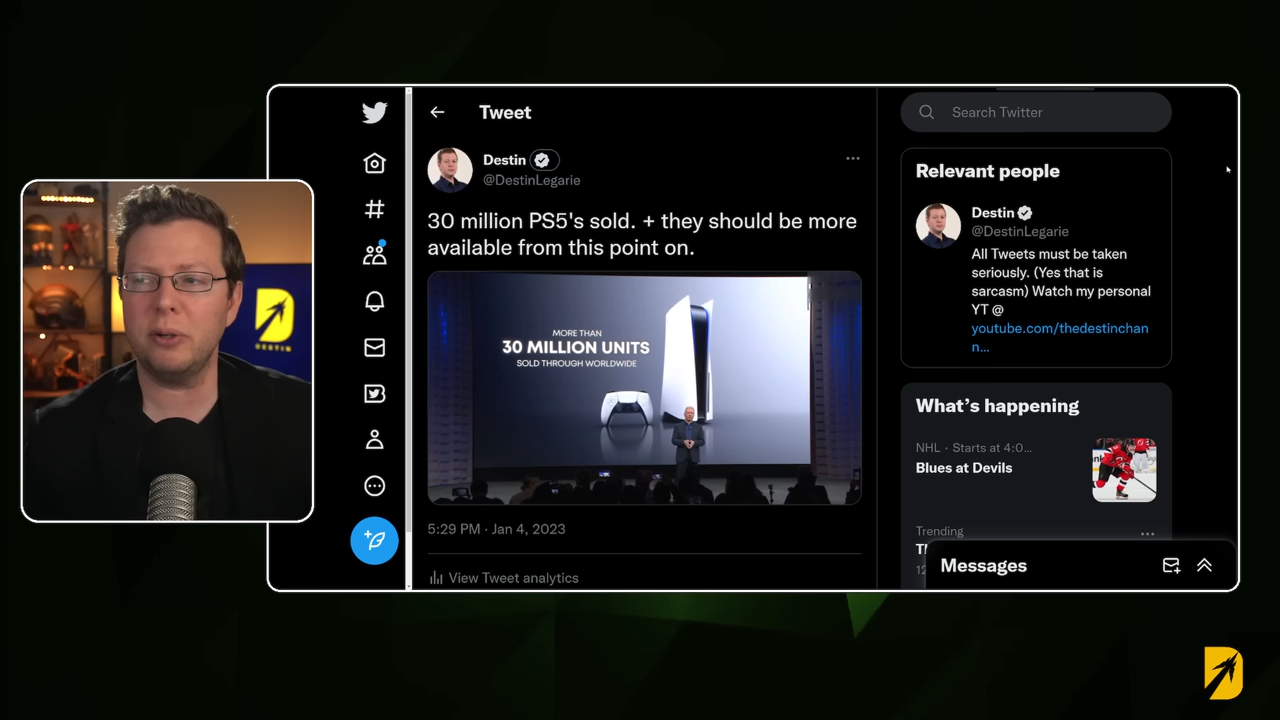 DESTIN
Tweet
Destin
@DestinLegarie
30 million PS5's sold. + they should be more
available from this point on.
MORE THAN
30 MILLION UNITS
SOLD THROUGH WORLDWIDE
5:29 PM · Jan 4, 2023
View Tweet analytics
Search Twitter
Relevant people
Destin
@DestinLegarie
All Tweets must be taken
seriously. (Yes that is
sarcasm) Watch my personal
YT @
youtube.com/thedestinchan
n...
What's happening
NHL · Starts at 4:0...
Blues at Devils
Trending
Messages